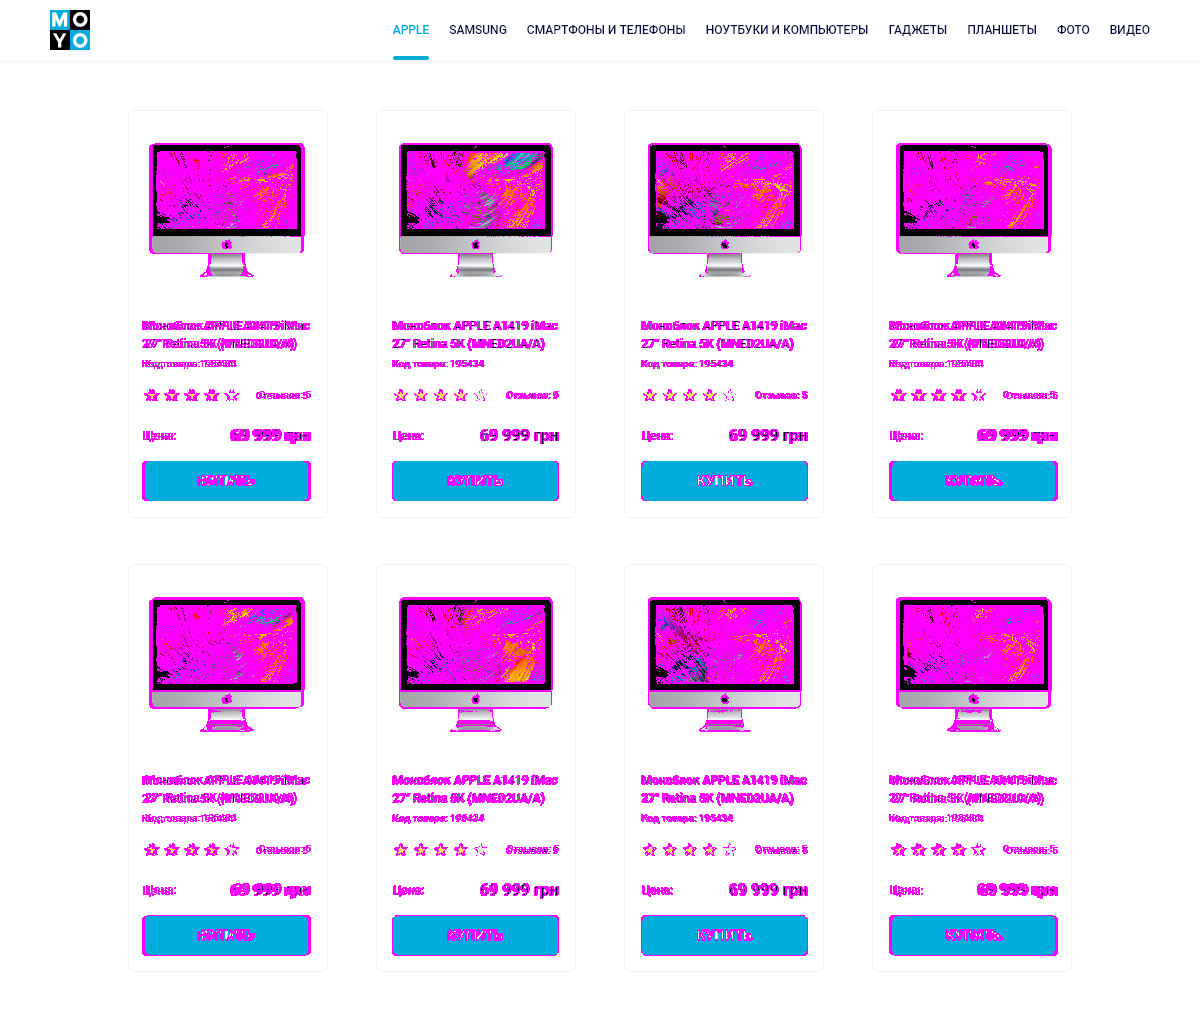 MO
YO
APPLE SAMSUNG СМАРТФОНЫ И ТЕЛЕФОНЫ НОУТБУКИ И КОМПЬЮТЕРЫ ГАДЖЕТЫ ПЛАНШЕТЫ ФОТО ВИДЕО
Моноблок APPLE A1419 iMac
27" Retina 5K (MNED2UA/A)
Код товара: 195434
Отзывов: 5
Цена: 69 999 грн
КУПИТЬ
Моноблок APPLE A1419 iMac
27" Retina 5K (MNED2UA/A)
Код товара: 195434
Отзывов: 5
Цена: 69 999 грн
КУПИТЬ
Моноблок APPLE A1419 iMac
27" Retina 5K (MNED2UA/A)
Код товара: 195434
Отзывов: 5
Цена: 69 999 грн
КУПИТЬ
Моноблок APPLE A1419 iMac
27" Retina 5K (MNED2UA/A)
Код товара: 195434
Отзывов: 5
Цена: 69 999 грн
КУПИТЬ
Моноблок APPLE A1419 iMac
27" Retina 5K (MNED2UA/A)
Код товара: 195434
Отзывов: 5
Цена: 69 999 грн
КУПИТЬ
Моноблок APPLE A1419 iMac
27" Retina 5K (MNED2UA/A)
Код товара: 195434
Отзывов: 5
Цена: 69 999 грн
КУПИТЬ
Моноблок APPLE A1419 iMac
27" Retina 5K (MNED2UA/A)
Код товара: 195434
Отзывов: 5
Цена: 69 999 грн
КУПИТЬ
Моноблок APPLE A1419 iMac
27" Retina 5K (MNED2UA/A)
Код товара: 195434
Отзывов: 5
Цена: 69 999 грн
КУПИТЬ